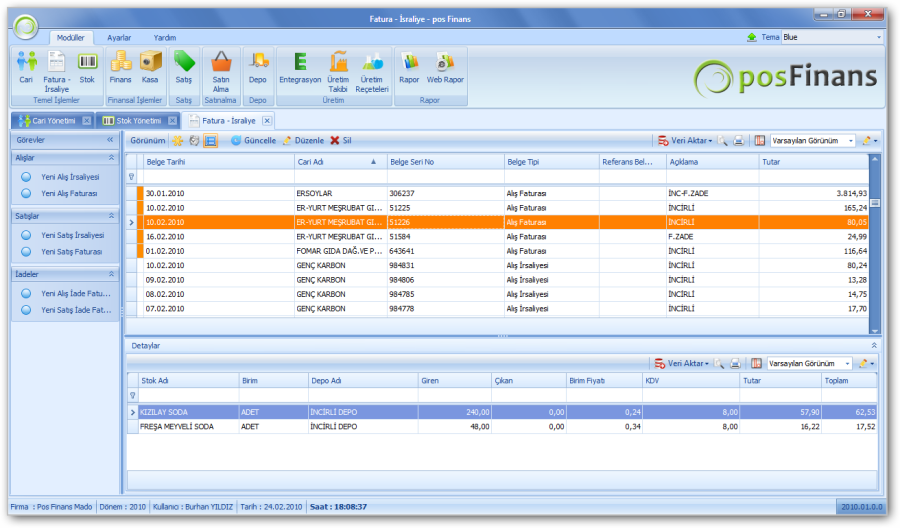 Fatura - İsraliye - pos Finans
Modüller Ayarlar Yardım Tema Blue
Cari Fatura - İrsaliye Stok Finans Kasa Satış Satın Alma Depo Entegrasyon Üretim Takibi Üretim Reçeteleri Rapor Web Rapor
Temel İşlemler Finansal İşlemler Satış Satınalma Depo Üretim Rapor
posFinans
Cari Yönetimi Stok Yönetimi Fatura - Israliye
Görevler
Görünüm Güncelle Düzenle Sil Veri Aktar Varsayılan Görünüm
Alışlar
Yeni Alış İrsaliyesi
Yeni Alış Faturası
Satışlar
Yeni Satış İrsaliyesi
Yeni Satış Faturası
İadeler
Yeni Alış İade Fatu...
Yeni Satış İade Fat...
Belge Tarihi Cari Adı Belge Seri No Belge Tipi Referans Bel... Açıklama Tutar
30.01.2010 ERSOYLAR 306237 Alış Faturası İNC-F.ZADE 3.814,93
10.02.2010 ER-YURT MEŞRUBAT GI... 51225 Alış Faturası İNCİRLİ 165,24
10.02.2010 ER-YURT MEŞRUBAT GI... 51226 Alış Faturası İNCİRLİ 80,05
16.02.2010 ER-YURT MEŞRUBAT GI... 51584 Alış Faturası F.ZADE 24,99
01.02.2010 FOMAR GIDA DAĞ.VE P... 643641 Alış Faturası İNCİRLİ 116,64
10.02.2010 GENÇ KARBON 984831 Alış İrsaliyesi İNCİRLİ 80,24
09.02.2010 GENÇ KARBON 984806 Alış İrsaliyesi İNCİRLİ 13,28
08.02.2010 GENÇ KARBON 984785 Alış İrsaliyesi İNCİRLİ 14,75
07.02.2010 GENÇ KARBON 984778 Alış İrsaliyesi İNCİRLİ 17,70
Detaylar
Veri Aktar Varsayılan Görünüm
Stok Adı Birim Depo Adı Giren Çıkan Birim Fiyatı KDV Tutar Toplam
KIZILAY SODA ADET İNCİRLİ DEPO 240,00 0,00 0,24 8,00 57,90 62,53
FREŞA MEYVELİ SODA ADET İNCİRLİ DEPO 48,00 0,00 0,34 8,00 16,22 17,52
Firma : Pos Finans Mado Dönem : 2010 Kullanıcı : Burhan YILDIZ Tarih : 24.02.2010 Saat : 18:08:37 2010.01.0.0